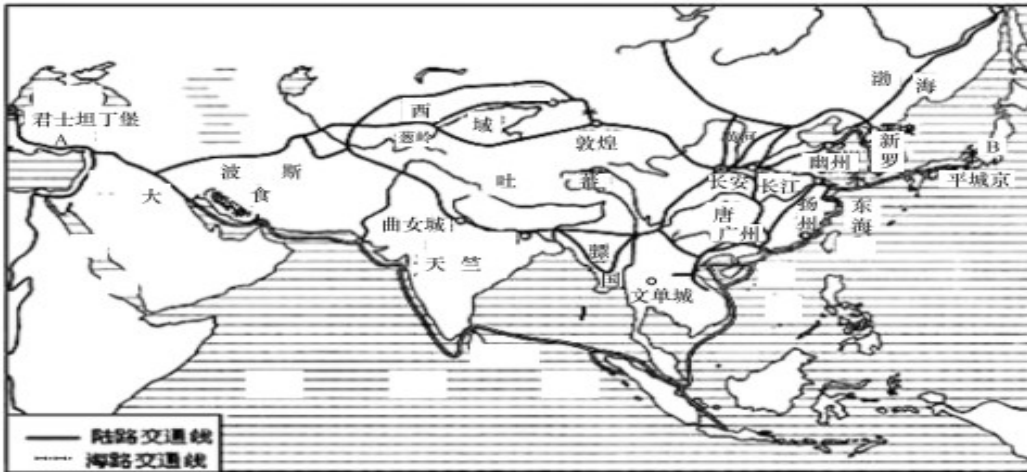 渤海
西域
君士坦丁堡
A
葱岭
敦煌
黄河
新罗
幽州
B
波斯
大食
吐蕃
长安
长江
平城京
曲女城
唐
广州
扬州
东海
天竺
骠国
文单城
陆路交通线
海路交通线